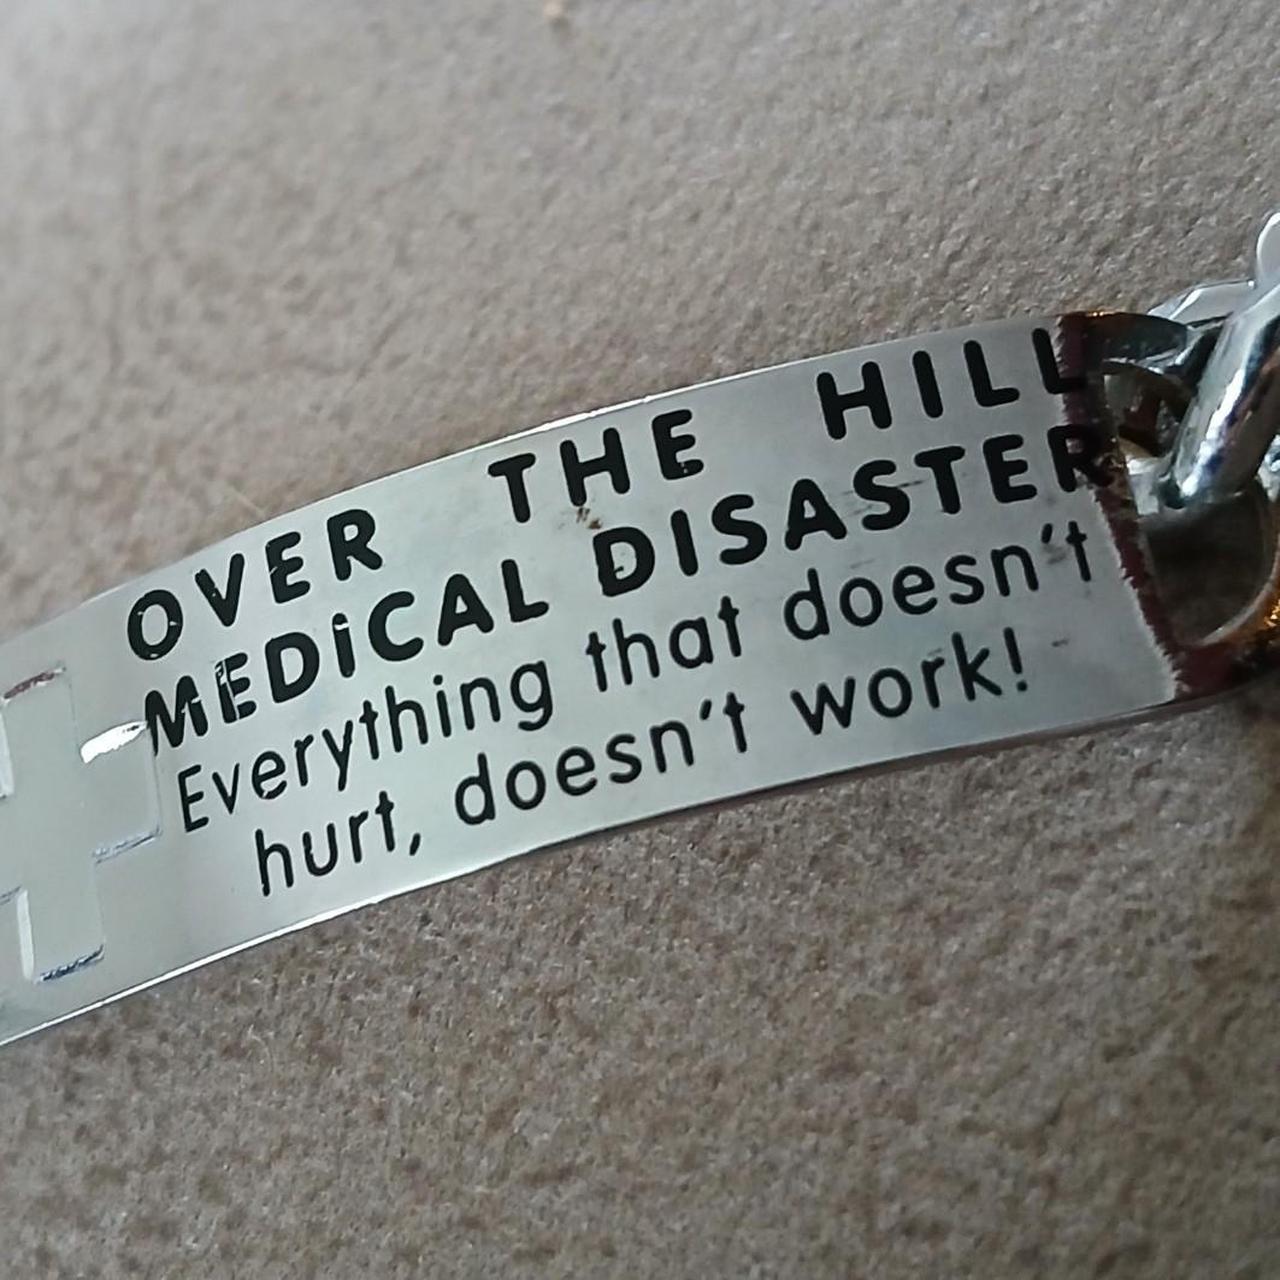 OVER THE HILL
MEDiCAL DISASTER
Everything that doesn't
hurt, doesn't work!